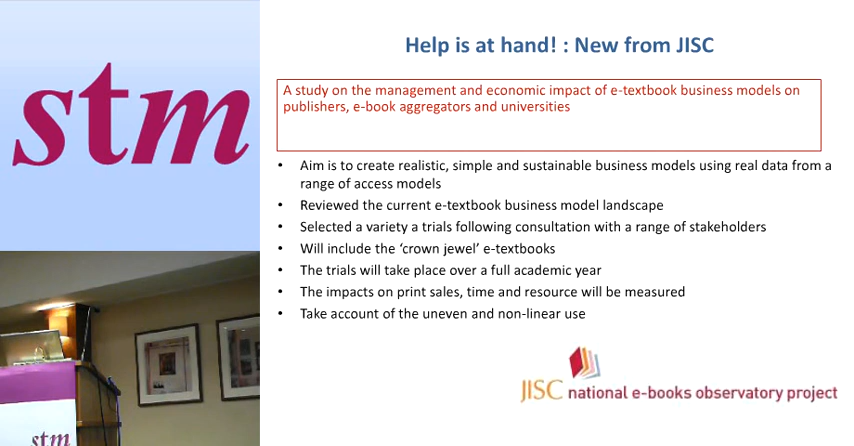 stm
Help is at hand! : New from JISC
A study on the management and economic impact of e-textbook business models on
publishers, e-book aggregators and universities
• Aim is to create realistic, simple and sustainable business models using real data from a
range of access models
• Reviewed the current e-textbook business model landscape
• Selected a variety a trials following consultation with a range of stakeholders
• Will include the ‘crown jewel’ e-textbooks
• The trials will take place over a full academic year
• The impacts on print sales, time and resource will be measured
• Take account of the uneven and non-linear use
JISC national e-books observatory project
stm